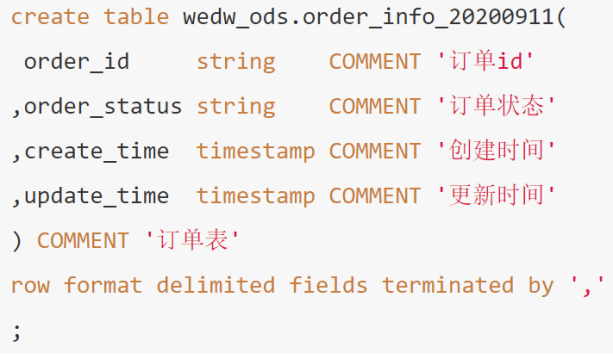 create table wedw_ods.order_info_20200911(
order_id string COMMENT '订单id'
,order_status string COMMENT '订单状态'
,create_time timestamp COMMENT '创建时间'
,update_time timestamp COMMENT '更新时间'
) COMMENT '订单表'
row format delimited fields terminated by ','
;